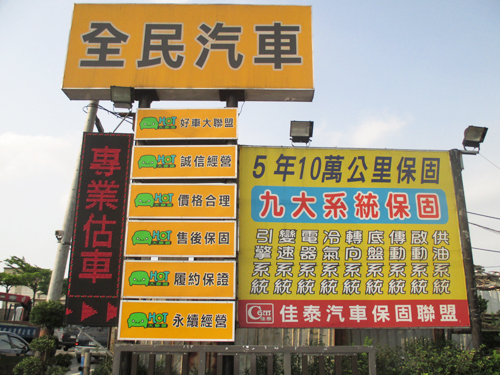 全民汽車
專業估車
HOT 好車大聯盟
HOT 誠信經營
HOT 價格合理
HOT 售後保固
HOT 履約保證
HOT 永續經營
5年10萬公里保固
九大系統保固
引擎系統
變速系統
電器系統
冷氣系統
轉向系統
底盤系統
傳動系統
啟動系統
供油系統
佳泰汽車保固聯盟